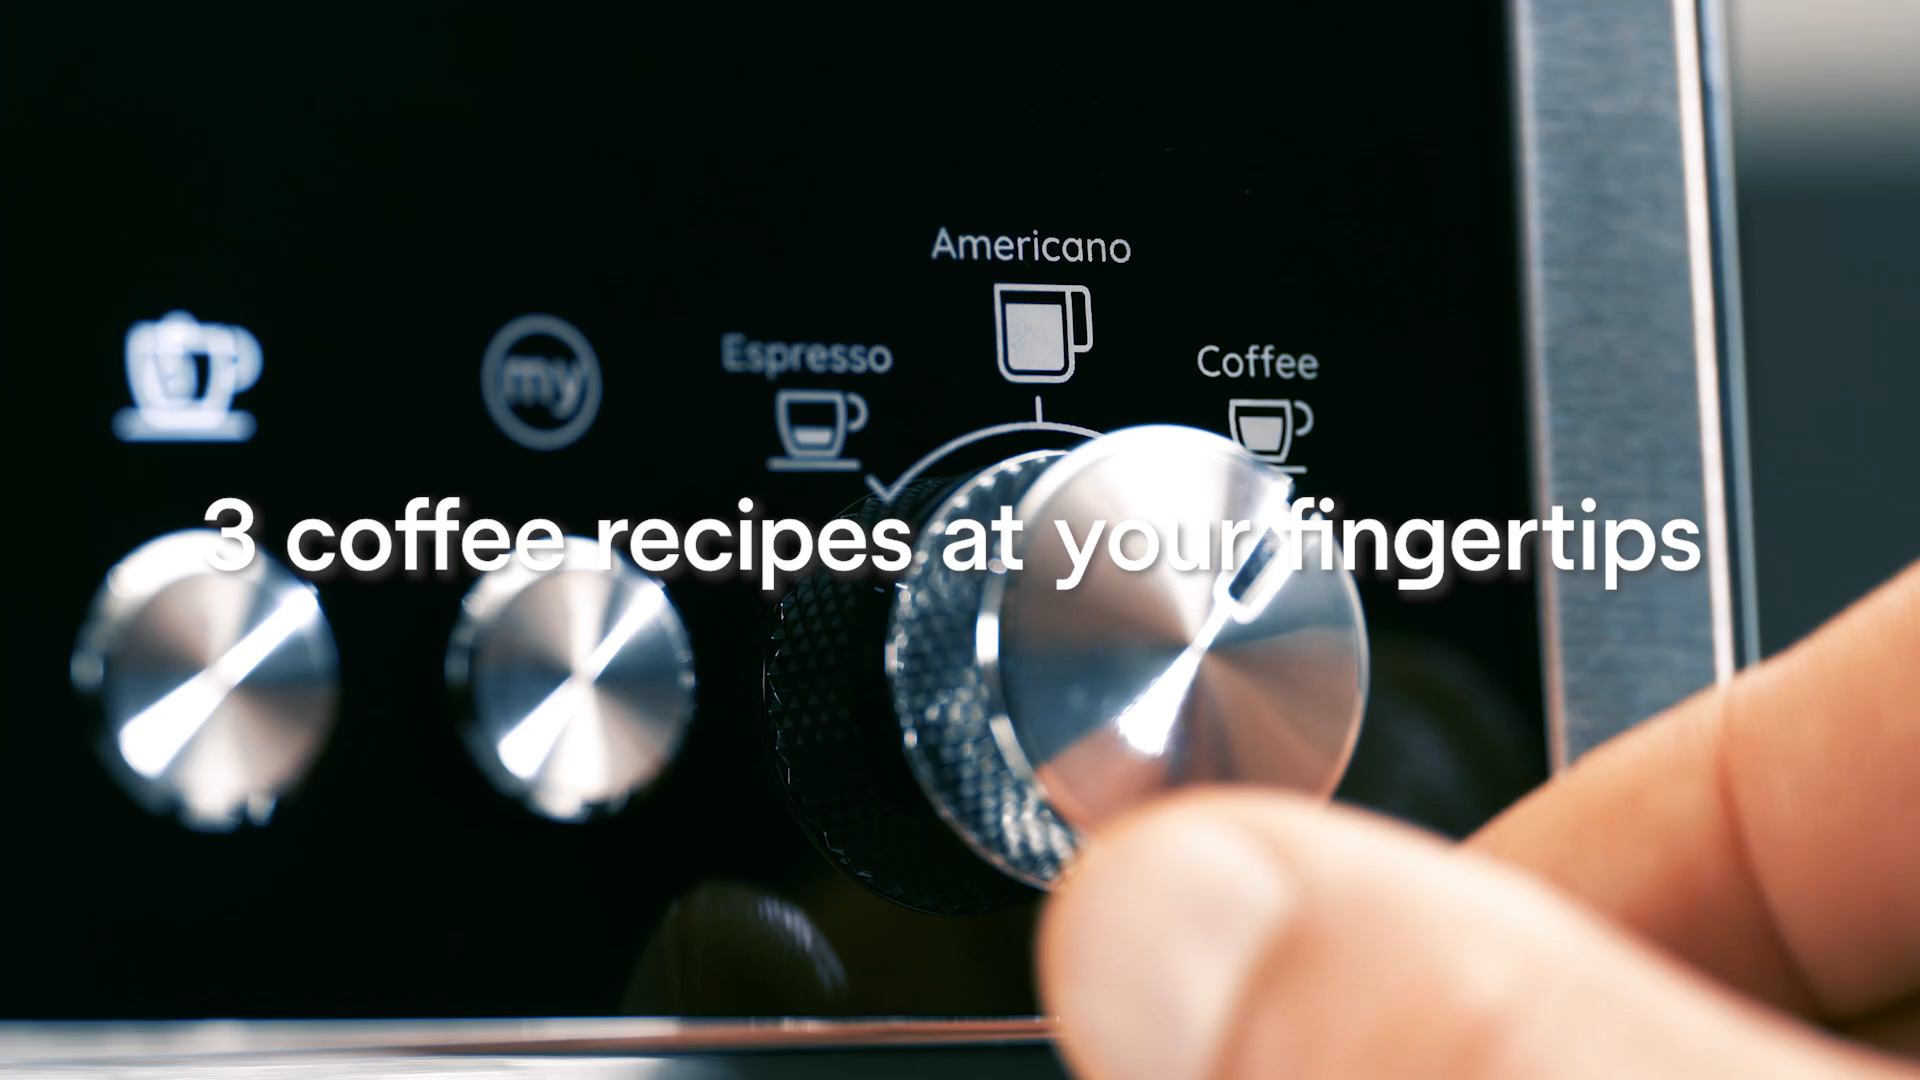 Americano
Espresso
Coffee
my
3 coffee recipes at your fingertips